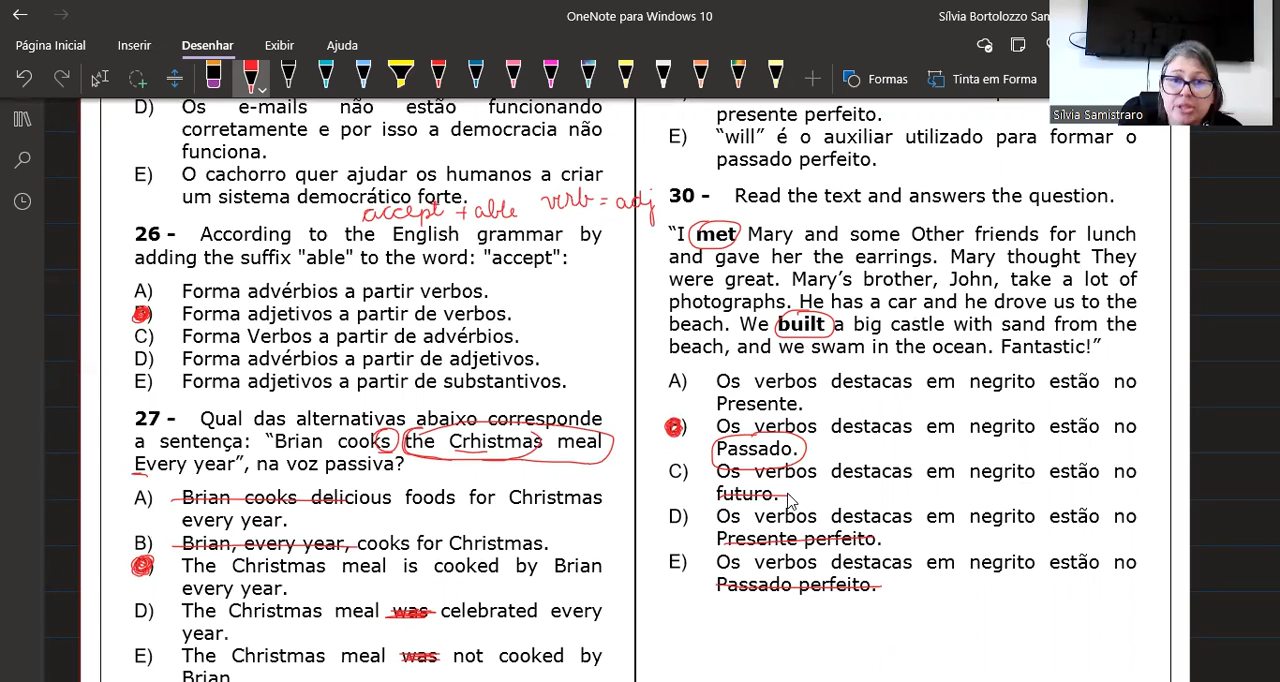 OneNote para Windows 10
Sílvia Bortolozzo San
Página Inicial Inserir Desenhar Exibir Ajuda
Formas Tinta em Forma
Sílvia Samistraro
D) Os e-mails não estão funcionando
corretamente e por isso a democracia não
funciona.
E) O cachorro quer ajudar os humanos a criar
um sistema democrático forte.
accept + able verb = adj
26 - According to the English grammar by
adding the suffix "able" to the word: "accept":
A) Forma advérbios a partir verbos.
Forma adjetivos a partir de verbos.
C) Forma Verbos a partir de advérbios.
D) Forma advérbios a partir de adjetivos.
E) Forma adjetivos a partir de substantivos.
27 - Qual das alternativas abaixo corresponde
a sentença: “Brian cooks the Crhistmas meal
Every year”, na voz passiva?
A) Brian cooks delicious foods for Christmas
every year.
B) Brian, every year, cooks for Christmas.
) The Christmas meal is cooked by Brian
every year.
D) The Christmas meal was celebrated every
year.
E) The Christmas meal was not cooked by
Brian
presente perfeito.
E) “will” é o auxiliar utilizado para formar o
passado perfeito.
30 - Read the text and answers the question.
“I met Mary and some Other friends for lunch
and gave her the earrings. Mary thought They
were great. Mary’s brother, John, take a lot of
photographs. He has a car and he drove us to the
beach. We built a big castle with sand from the
beach, and we swam in the ocean. Fantastic!”
A) Os verbos destacas em negrito estão no
Presente.
) Os verbos destacas em negrito estão no
Passado.
C) Os verbos destacas em negrito estão no
futuro.
D) Os verbos destacas em negrito estão no
Presente perfeito.
E) Os verbos destacas em negrito estão no
Passado perfeito.